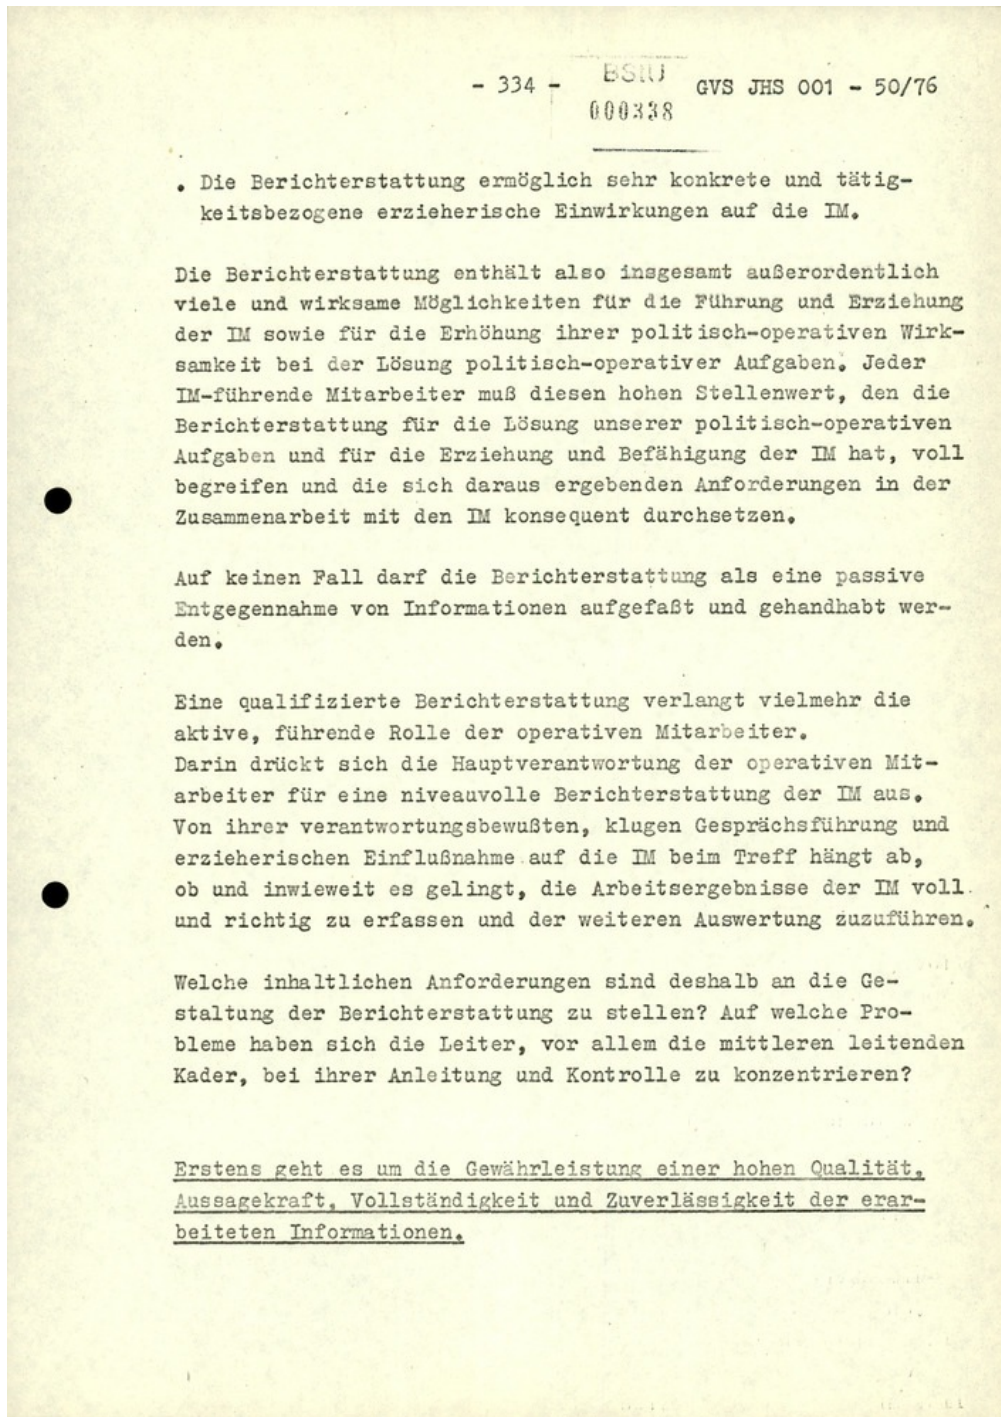 - 334 -
BStU
000338
GVS JHS 001 - 50/76
. Die Berichterstattung ermöglich sehr konkrete und tätig-
keitsbezogene erzieherische Einwirkungen auf die IM.
Die Berichterstattung enthält also insgesamt außerordentlich
viele und wirksame Möglichkeiten für die Führung und Erziehung
der IM sowie für die Erhöhung ihrer politisch-operativen Wirk-
samkeit bei der Lösung politisch-operativer Aufgaben. Jeder
IM-führende Mitarbeiter muß diesen hohen Stellenwert, den die
Berichterstattung für die Lösung unserer politisch-operativen
Aufgaben und für die Erziehung und Befähigung der IM hat, voll
begreifen und die sich daraus ergebenden Anforderungen in der
Zusammenarbeit mit den IM konsequent durchsetzen.
Auf keinen Fall darf die Berichterstattung als eine passive
Entgegennahme von Informationen aufgefaßt und gehandhabt wer-
den.
Eine qualifizierte Berichterstattung verlangt vielmehr die
aktive, führende Rolle der operativen Mitarbeiter.
Darin drückt sich die Hauptverantwortung der operativen Mit-
arbeiter für eine niveauvolle Berichterstattung der IM aus.
Von ihrer verantwortungsbewußten, klugen Gesprächsführung und
erzieherischen Einflußnahme auf die IM beim Treff hängt ab,
ob und inwieweit es gelingt, die Arbeitsergebnisse der IM voll
und richtig zu erfassen und der weiteren Auswertung zuzuführen.
Welche inhaltlichen Anforderungen sind deshalb an die Ge-
staltung der Berichterstattung zu stellen? Auf welche Pro-
bleme haben sich die Leiter, vor allem die mittleren leitenden
Kader, bei ihrer Anleitung und Kontrolle zu konzentrieren?
Erstens geht es um die Gewährleistung einer hohen Qualität,
Aussagekraft, Vollständigkeit und Zuverlässigkeit der erar-
beiteten Informationen.